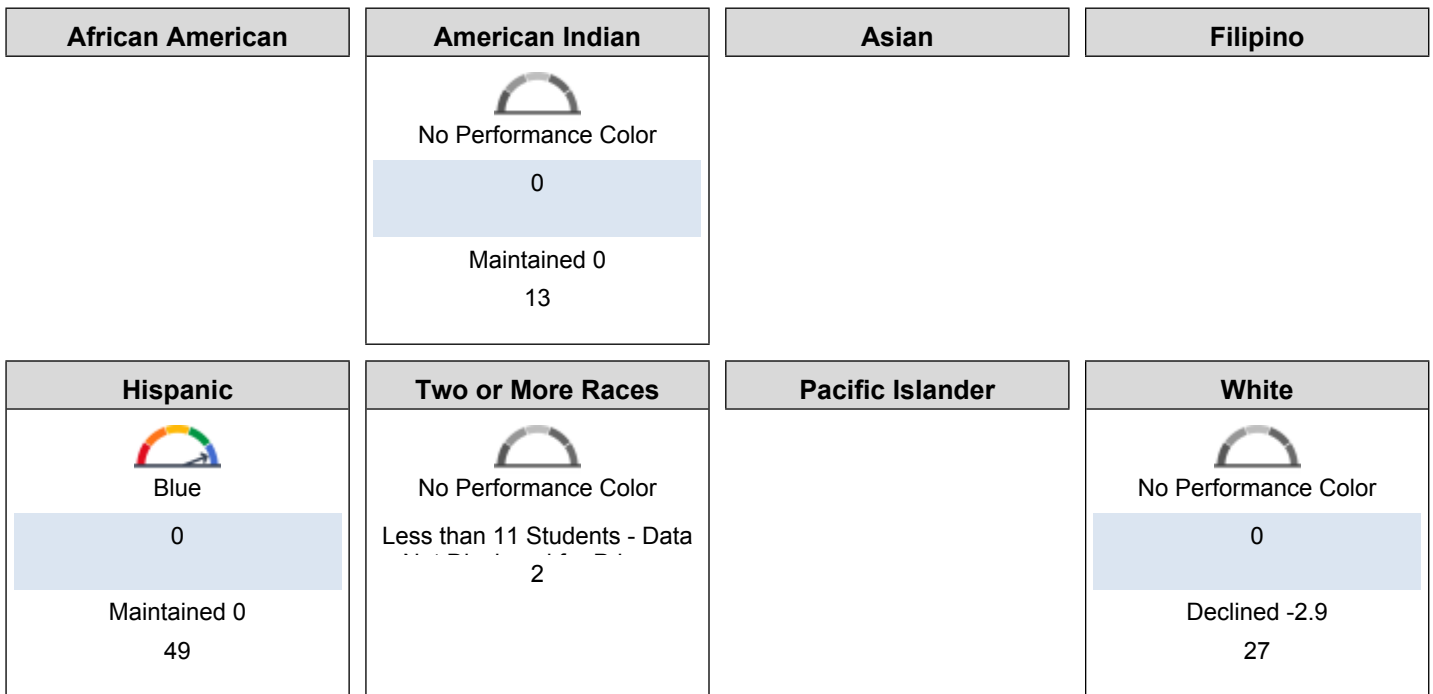 African American
American Indian
Asian
Filipino
No Performance Color
0
Maintained 0
13
Hispanic
Two or More Races
Pacific Islander
White
Blue
0
Maintained 0
49
No Performance Color
Less than 11 Students - Data
2
No Performance Color
0
Declined -2.9
27